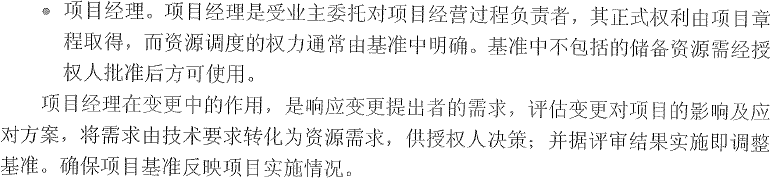 ● 项目经理。项目经理是受业主委托对项目经营过程负责者，其正式权利由项目章
程取得，而资源调度的权力通常由基准中明确。基准中不包括的储备资源需经授
权人批准后方可使用。
项目经理在变更中的作用，是响应变更提出者的需求，评估变更对项目的影响及应
对方案，将需求由技术要求转化为资源需求，供授权人决策；并据评审结果实施即调整
基准。确保项目基准反映项目实施情况。